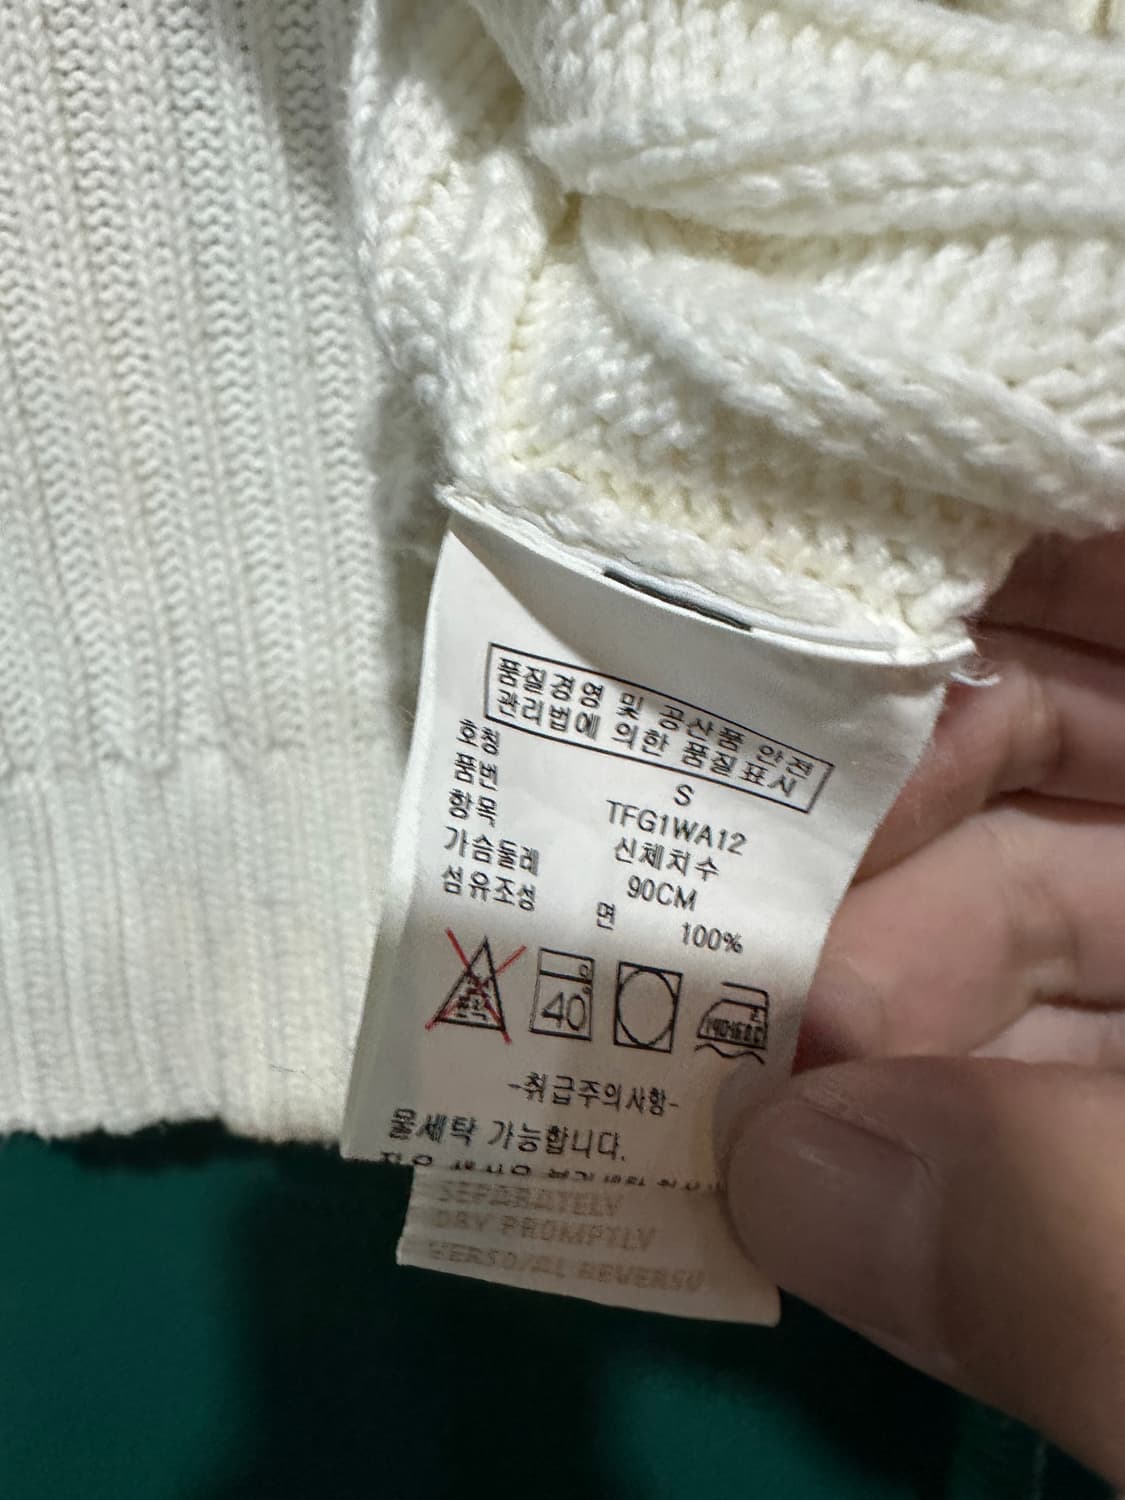 품질경영 및 공산품 안전
관리법에 의한 품질표시
호칭 S
품번 TFG1WA12
항목 신체치수
가슴둘레 90CM
섬유조성 면 100%
40
-취급주의사항-
물세탁 가능합니다.
SEPARATELY
DRY PROMPTLY
VERSO/AL REVERSO